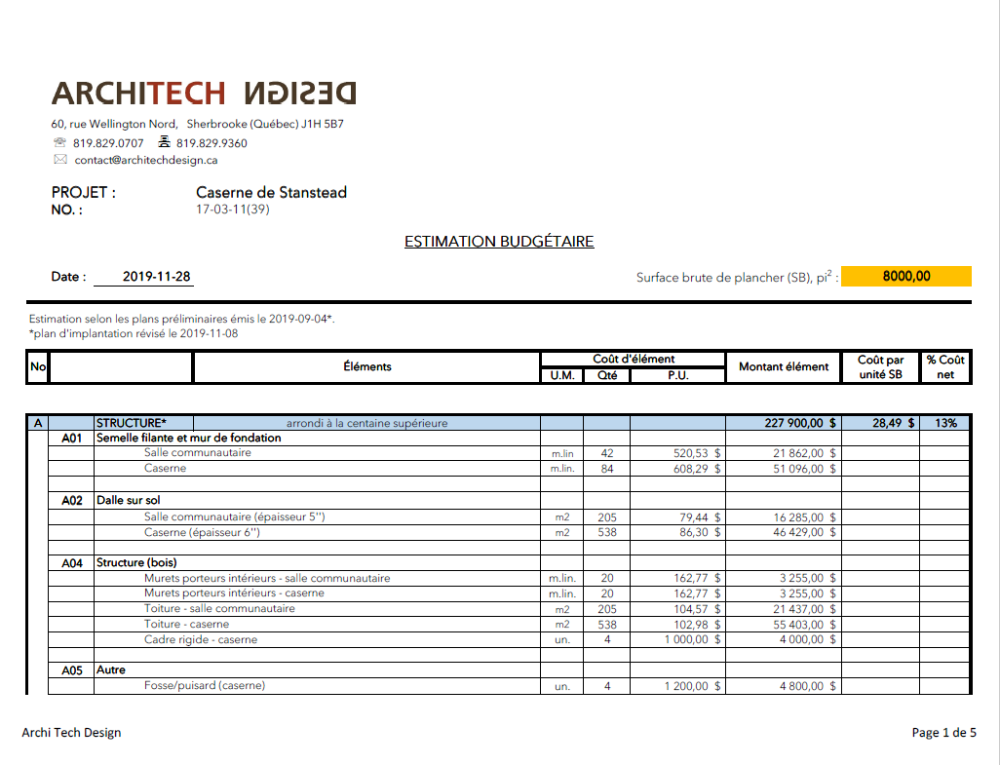 ARCHITECH DESIGN
60, rue Wellington Nord, Sherbrooke (Québec) J1H 5B7
819.829.0707 819.829.9360
contact@architechdesign.ca
PROJET : Caserne de Stanstead
NO. : 17-03-11(39)
ESTIMATION BUDGÉTAIRE
Date : 2019-11-28 Surface brute de plancher (SB), pi² : 8000,00
Estimation selon les plans préliminaires émis le 2019-09-04*.
*plan d'implantation révisé le 2019-11-08
No Éléments Coût d'élément Montant élément Coût par unité SB % Coût net
U.M. Qté P.U.
A STRUCTURE* arrondi à la centaine supérieure 227 900,00 $ 28,49 $ 13%
A01 Semelle filante et mur de fondation
Salle communautaire m.lin 42 520,53 $ 21 862,00 $
Caserne m.lin. 84 608,29 $ 51 096,00 $
A02 Dalle sur sol
Salle communautaire (épaisseur 5'') m2 205 79,44 $ 16 285,00 $
Caserne (épaisseur 6'') m2 538 86,30 $ 46 429,00 $
A04 Structure (bois)
Murets porteurs intérieurs - salle communautaire m.lin. 20 162,77 $ 3 255,00 $
Murets porteurs intérieurs - caserne m.lin. 20 162,77 $ 3 255,00 $
Toiture - salle communautaire m2 205 104,57 $ 21 437,00 $
Toiture - caserne m2 538 102,98 $ 55 403,00 $
Cadre rigide - caserne un. 4 1 000,00 $ 4 000,00 $
A05 Autre
Fosse/puisard (caserne) un. 4 1 200,00 $ 4 800,00 $
Archi Tech Design Page 1 de 5